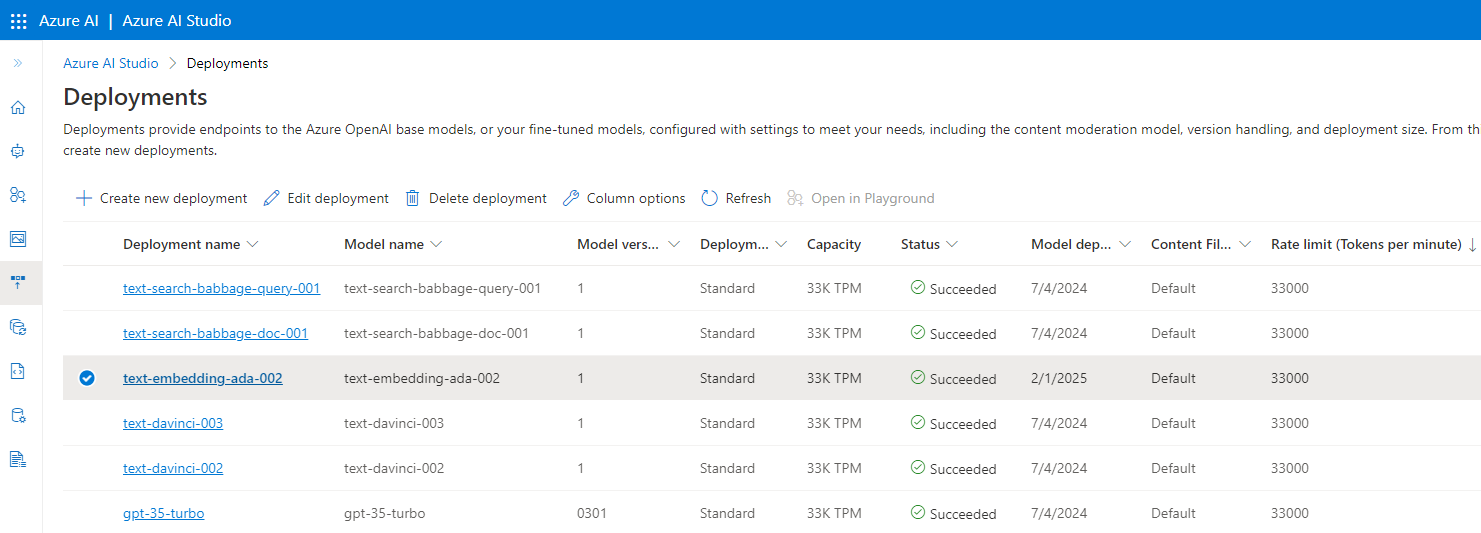 Azure AI | Azure AI Studio
Azure AI Studio > Deployments
Deployments
Deployments provide endpoints to the Azure OpenAI base models, or your fine-tuned models, configured with settings to meet your needs, including the content moderation model, version handling, and deployment size. From th
create new deployments.
Create new deployment Edit deployment Delete deployment Column options Refresh Open in Playground
Deployment name Model name Model vers... Deploym... Capacity Status Model dep... Content Fil... Rate limit (Tokens per minute) ↓
text-search-babbage-query-001 text-search-babbage-query-001 1 Standard 33K TPM Succeeded 7/4/2024 Default 33000
text-search-babbage-doc-001 text-search-babbage-doc-001 1 Standard 33K TPM Succeeded 7/4/2024 Default 33000
text-embedding-ada-002 text-embedding-ada-002 1 Standard 33K TPM Succeeded 2/1/2025 Default 33000
text-davinci-003 text-davinci-003 1 Standard 33K TPM Succeeded 7/4/2024 Default 33000
text-davinci-002 text-davinci-002 1 Standard 33K TPM Succeeded 7/4/2024 Default 33000
gpt-35-turbo gpt-35-turbo 0301 Standard 33K TPM Succeeded 7/4/2024 Default 33000